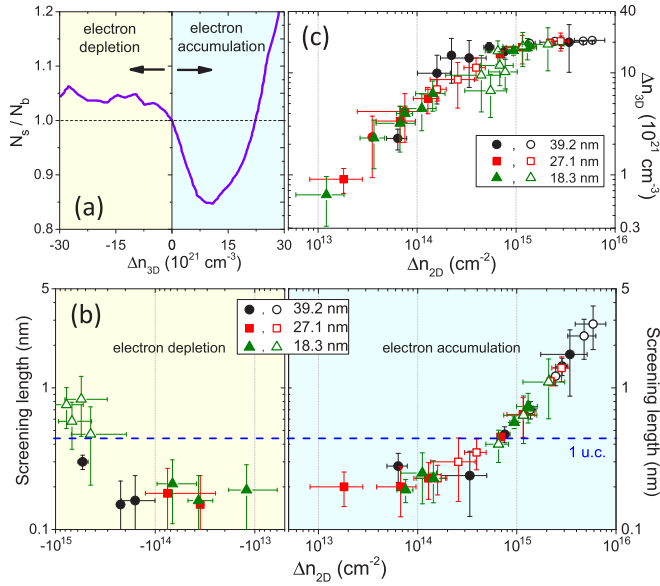 electron
depletion
electron
accumulation
(a)
N_s / N_b
1.2
1.1
1.0
0.9
0.8
-30
-15
0
15
30
Δn_3D (10^21 cm^-3)
(c)
39.2 nm
27.1 nm
18.3 nm
40
10
1
0.3
Δn_3D (10^21 cm^-3)
10^13
10^14
10^15
10^16
Δn_2D (cm^-2)
(b)
, 39.2 nm
, 27.1 nm
, 18.3 nm
electron depletion
electron accumulation
1 u.c.
Screening length (nm)
5
1
0.1
5
1
0.1
Screening length (nm)
-10^15
-10^14
-10^13
10^13
10^14
10^15
10^16
Δn_2D (cm^-2)